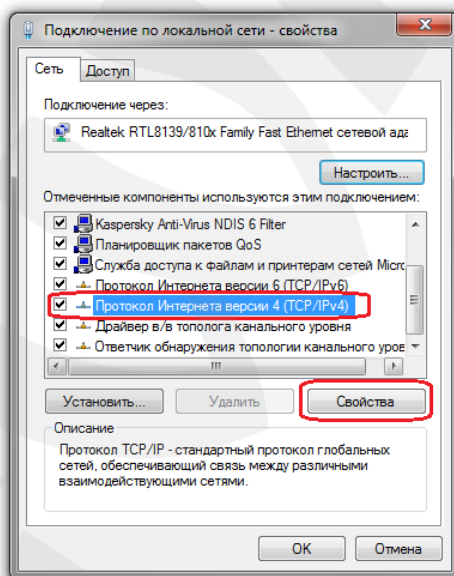 Подключение по локальной сети - свойства
Сеть
Доступ
Подключение через:
Realtek RTL8139/810x Family Fast Ethernet сетевой ада
Настроить...
Отмеченные компоненты используются этим подключением:
Kaspersky Anti-Virus NDIS 6 Filter
Планировщик пакетов QoS
Служба доступа к файлам и принтерам сетей Micro
Протокол Интернета версии 6 (TCP/IPv6)
Протокол Интернета версии 4 (TCP/IPv4)
Драйвер в/в тополога канального уровня
Ответчик обнаружения топологии канального уров
Установить...
Удалить
Свойства
Описание
Протокол TCP/IP - стандартный протокол глобальных
сетей, обеспечивающий связь между различными
взаимодействующими сетями.
OK
Отмена